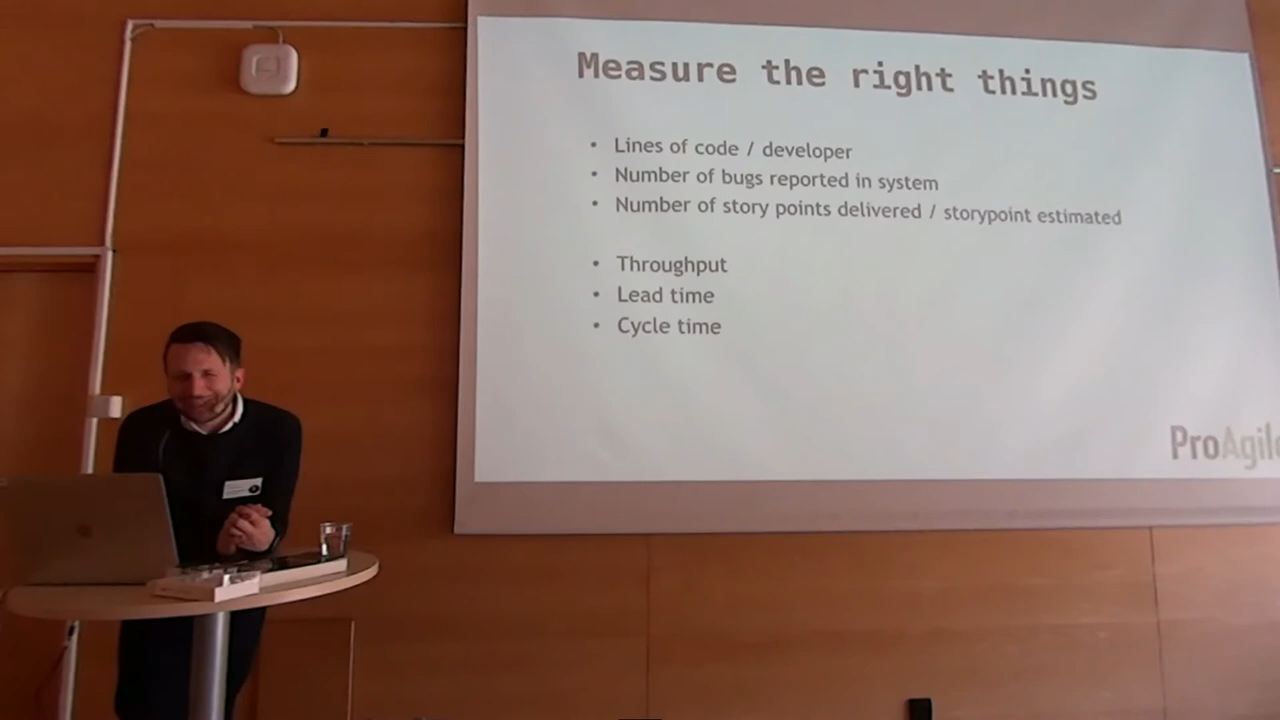 Measure the right things
• Lines of code / developer
• Number of bugs reported in system
• Number of story points delivered / storypoint estimated
• Throughput
• Lead time
• Cycle time
ProAgile